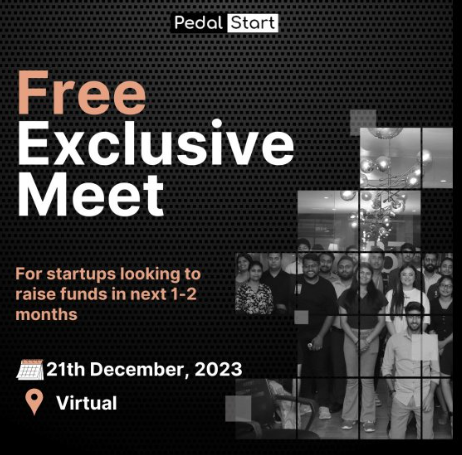 Pedal Start
Free
Exclusive
Meet
For startups looking to
raise funds in next 1-2
months
21th December, 2023
Virtual